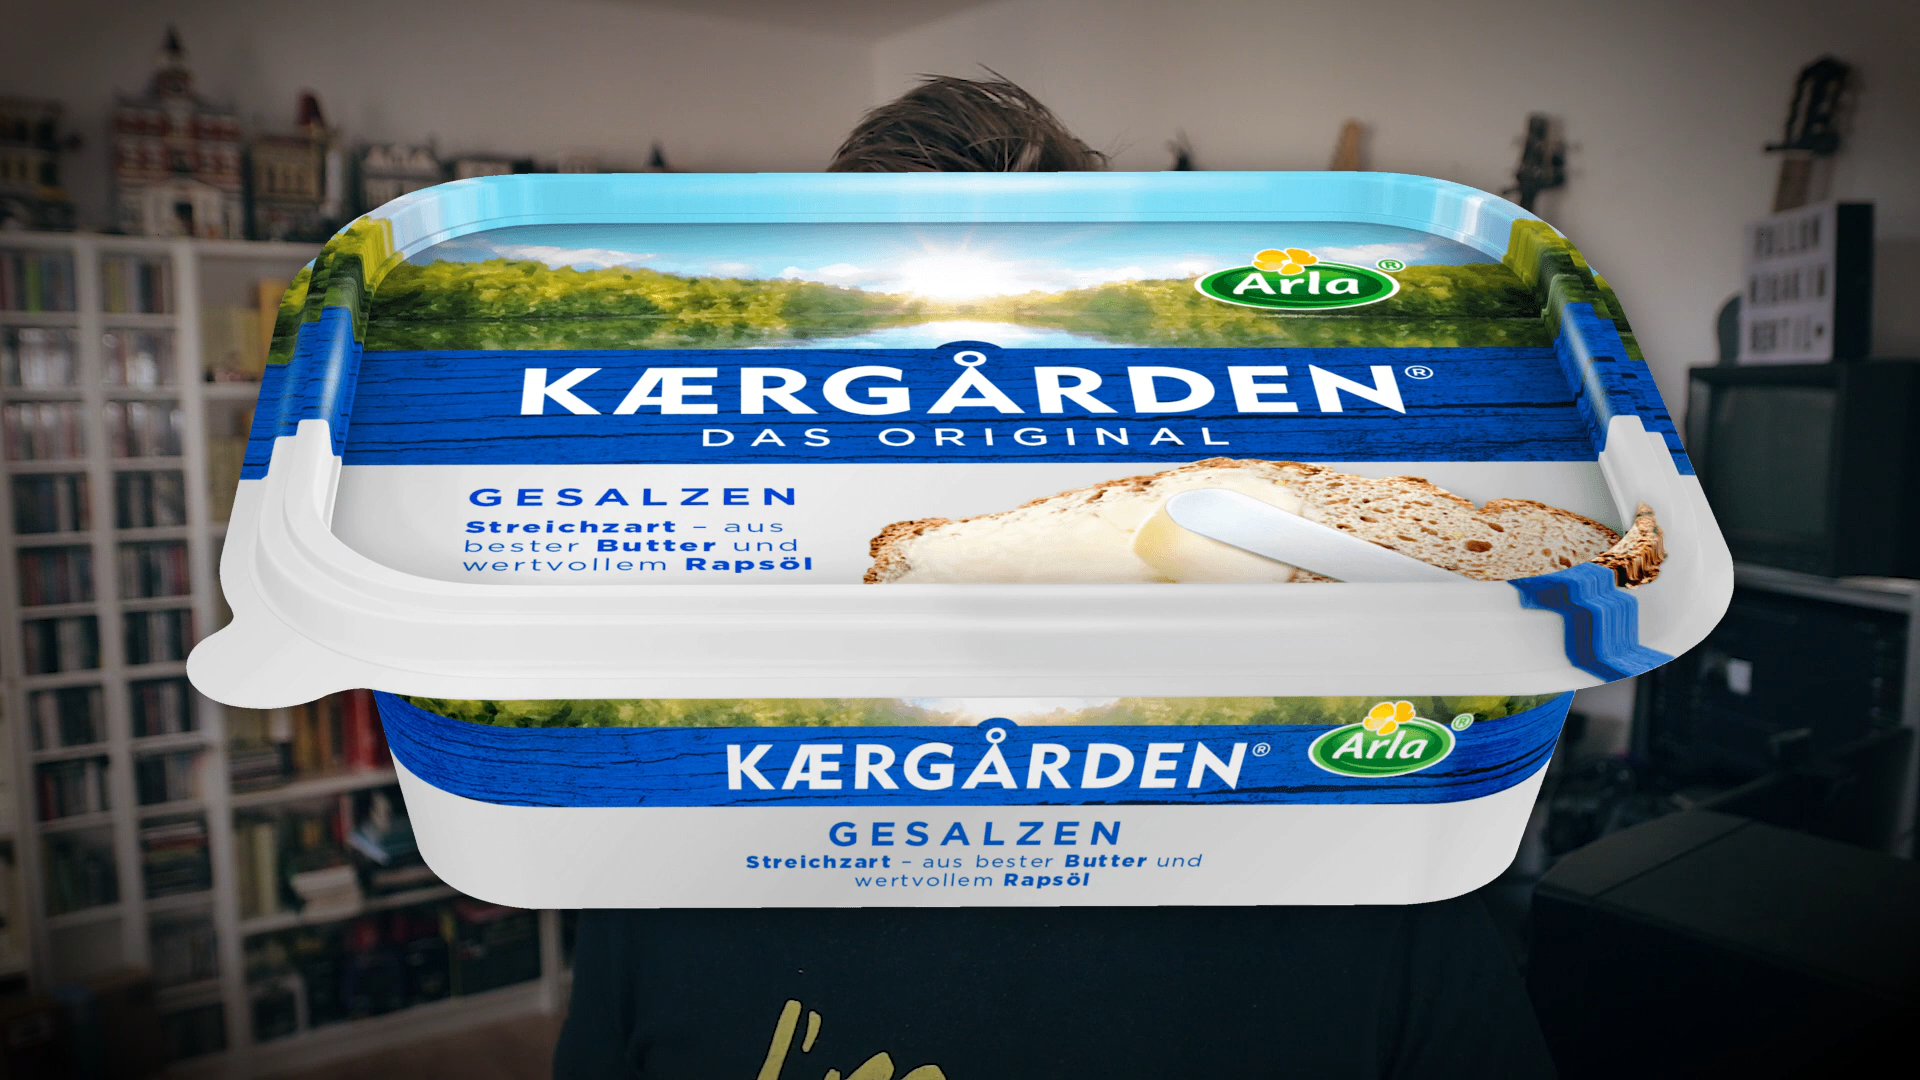 Arla®
KÆRGÅRDEN®
DAS ORIGINAL
GESALZEN
Streichzart – aus
bester Butter und
wertvollem Rapsöl
KÆRGÅRDEN®
Arla®
GESALZEN
Streichzart – aus bester Butter und
wertvollem Rapsöl
I'm